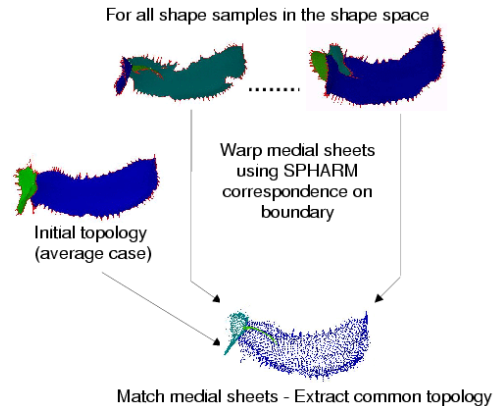 For all shape samples in the shape space
Warp medial sheets
using SPHARM
correspondence on
boundary
Initial topology
(average case)
Match medial sheets - Extract common topology